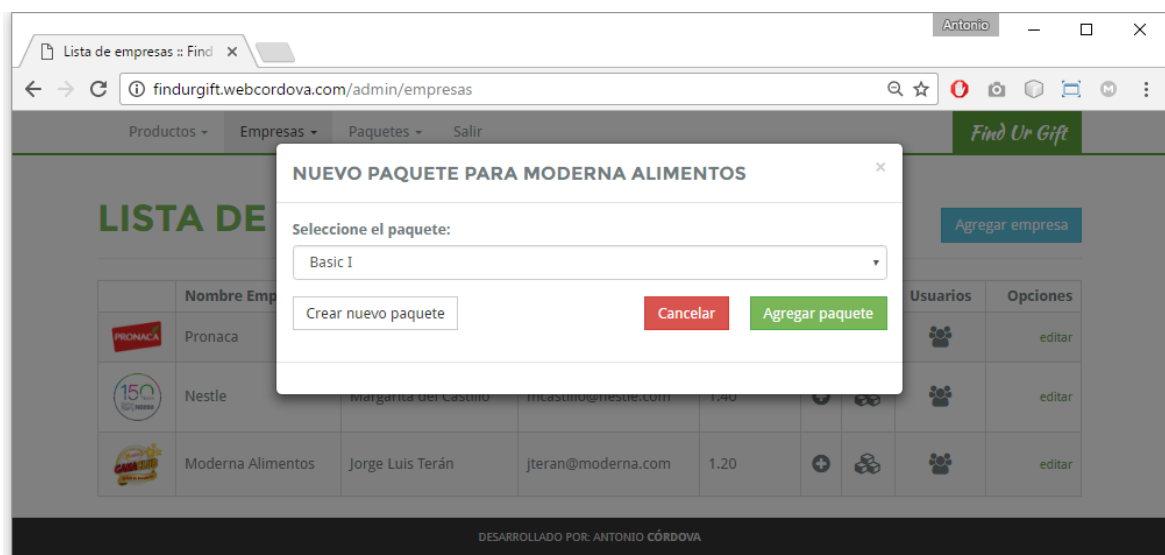 Antonio
Lista de empresas :: Find
findurgift.webcordova.com/admin/empresas
Productos Empresas Paquetes Salir Find Ur Gift
NUEVO PAQUETE PARA MODERNA ALIMENTOS ×
LISTA DE Agregar empresa
Seleccione el paquete:
Basic I
Crear nuevo paquete Cancelar Agregar paquete
Nombre Emp Usuarios Opciones
PRONACA Pronaca editar
150 Nestle Margarita del Castillo mcastillo@nestle.com 1.40 editar
Moderna Alimentos Jorge Luis Terán jteran@moderna.com 1.20 editar
DESARROLLADO POR: ANTONIO CÓRDOVA